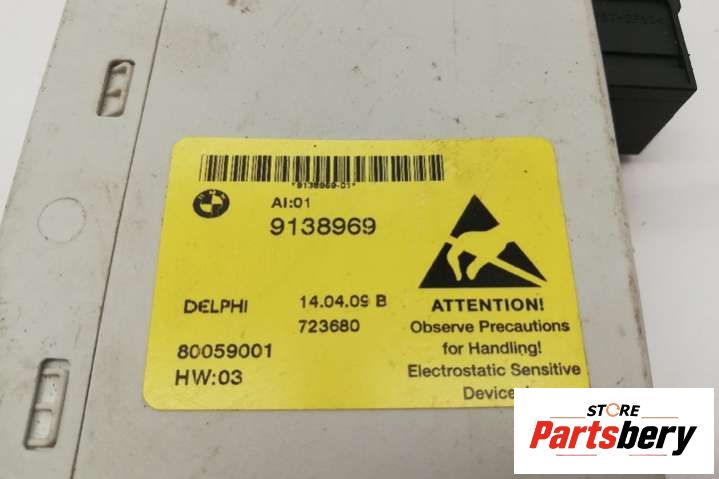 *9138969-01*
AI:01
9138969
DELPHI
14.04.09 B
723680
80059001
HW:03
ATTENTION!
Observe Precautions
for Handling!
Electrostatic Sensitive
STORE
Partsbery